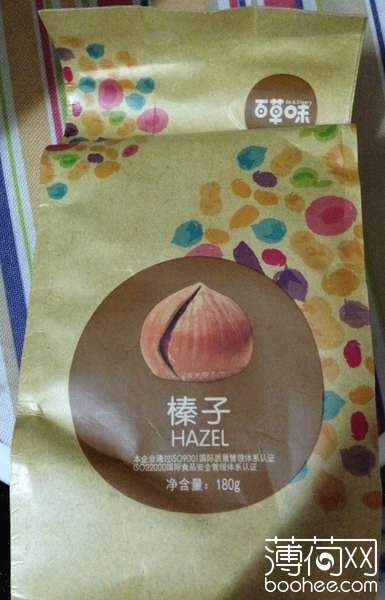 Be & Cheery
百草味
榛子
HAZEL
本企业通过ISO9001国际质量管理体系认证
ISO22000国际食品安全管理体系认证
净含量：180g
薄荷网
boohee.com